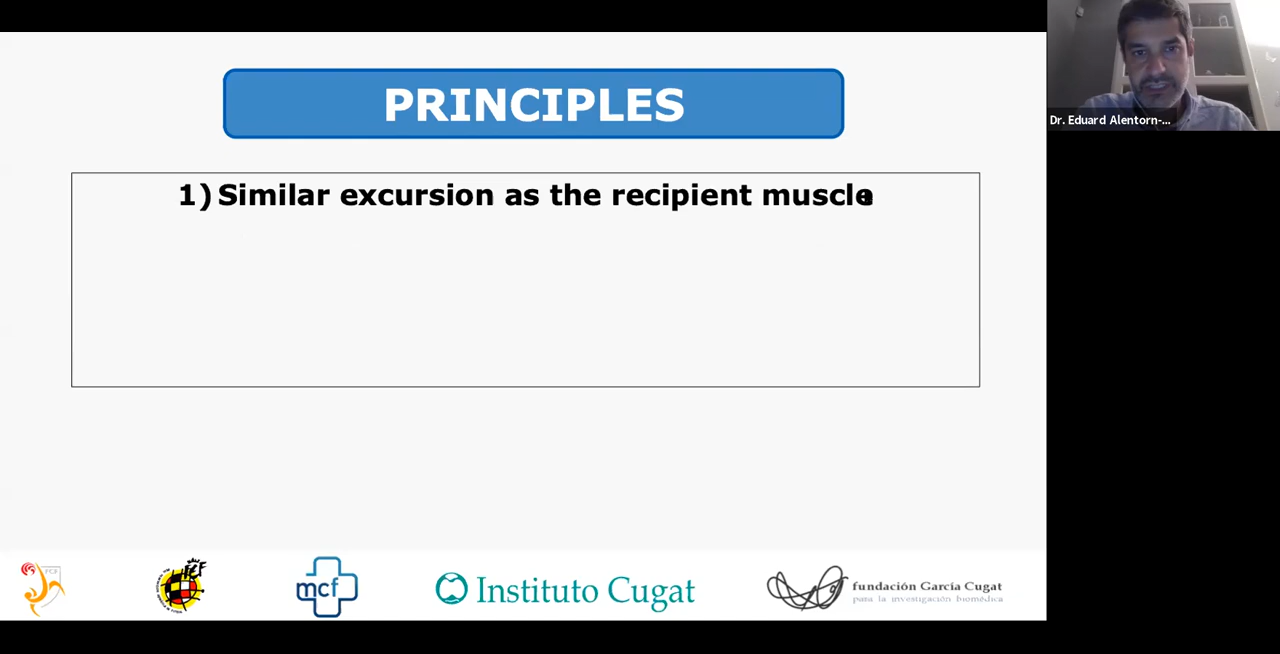 PRINCIPLES
1) Similar excursion as the recipient muscle
Dr. Eduard Alentorn-...
mcf
Instituto Cugat
fundación García Cugat
para la investigación biomédica